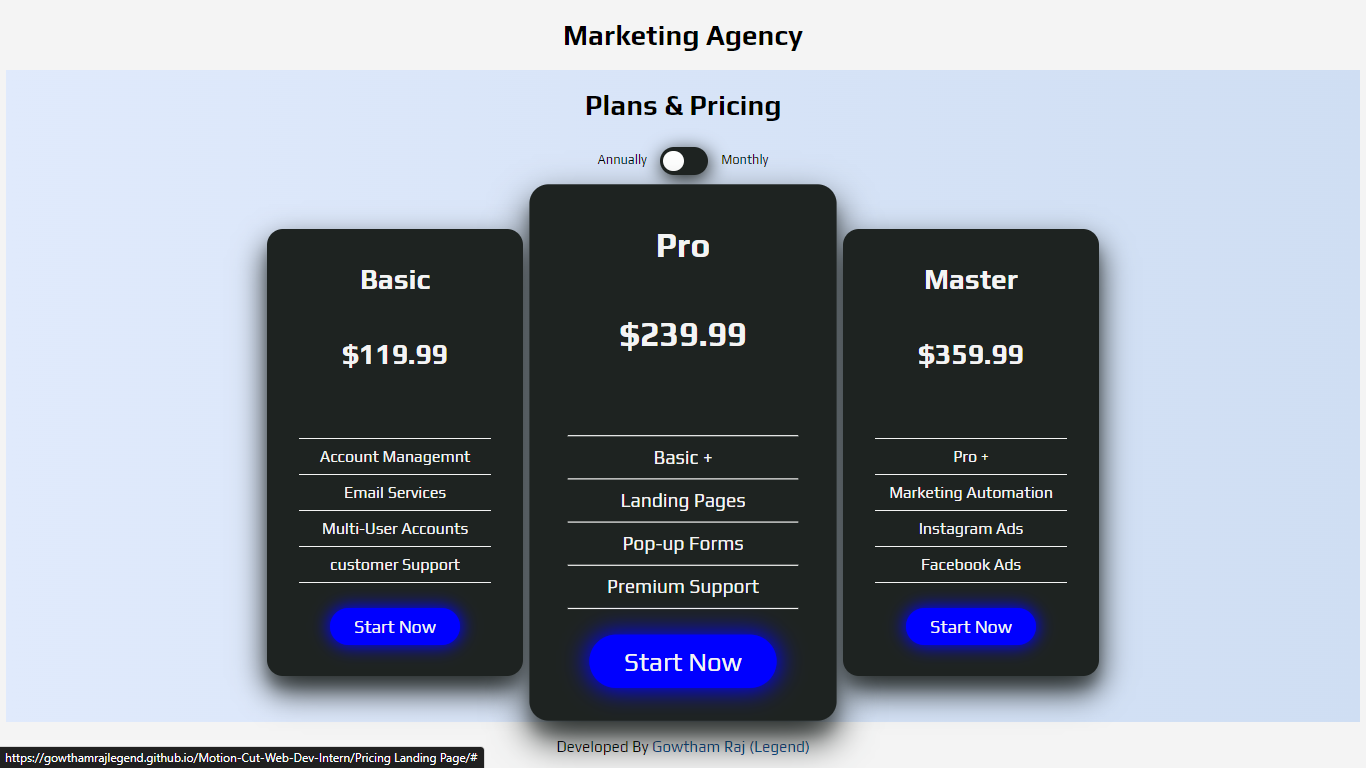 Marketing Agency
Plans & Pricing
Annually Monthly
Basic
$119.99
Account Managemnt
Email Services
Multi-User Accounts
customer Support
Start Now
Pro
$239.99
Basic +
Landing Pages
Pop-up Forms
Premium Support
Start Now
Master
$359.99
Pro +
Marketing Automation
Instagram Ads
Facebook Ads
Start Now
Developed By Gowtham Raj (Legend)
https://gowthamrajlegend.github.io/Motion-Cut-Web-Dev-Intern/Pricing Landing Page/#